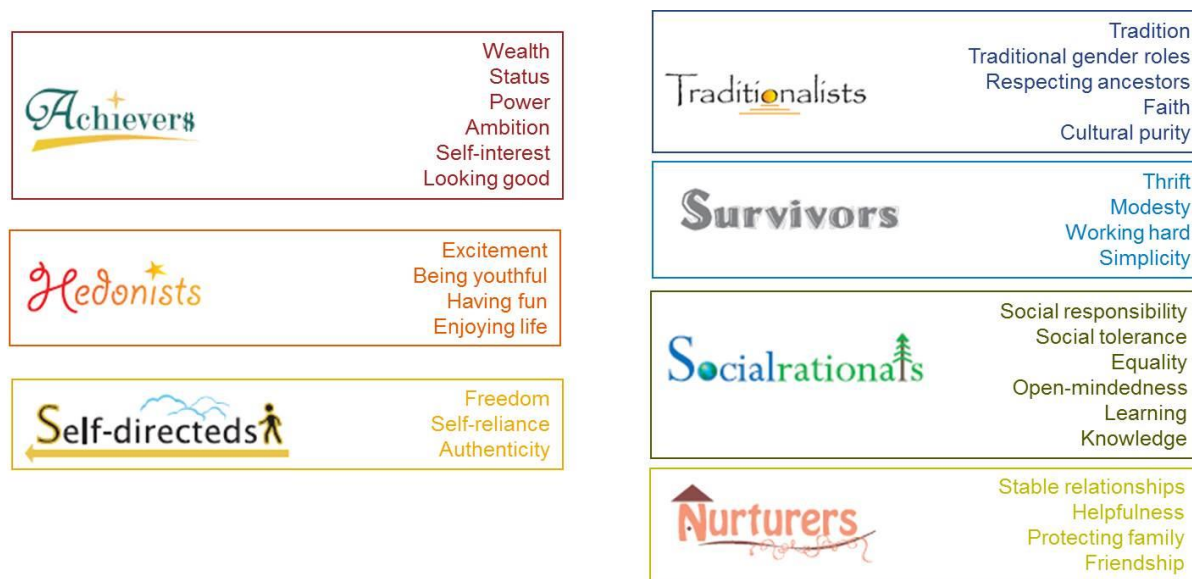 Achievers
Wealth
Status
Power
Ambition
Self-interest
Looking good
Hedonists
Excitement
Being youthful
Having fun
Enjoying life
Self-directeds
Freedom
Self-reliance
Authenticity
Traditionalists
Tradition
Traditional gender roles
Respecting ancestors
Faith
Cultural purity
Survivors
Thrift
Modesty
Working hard
Simplicity
Socialrationals
Social responsibility
Social tolerance
Equality
Open-mindedness
Learning
Knowledge
Nurturers
Stable relationships
Helpfulness
Protecting family
Friendship